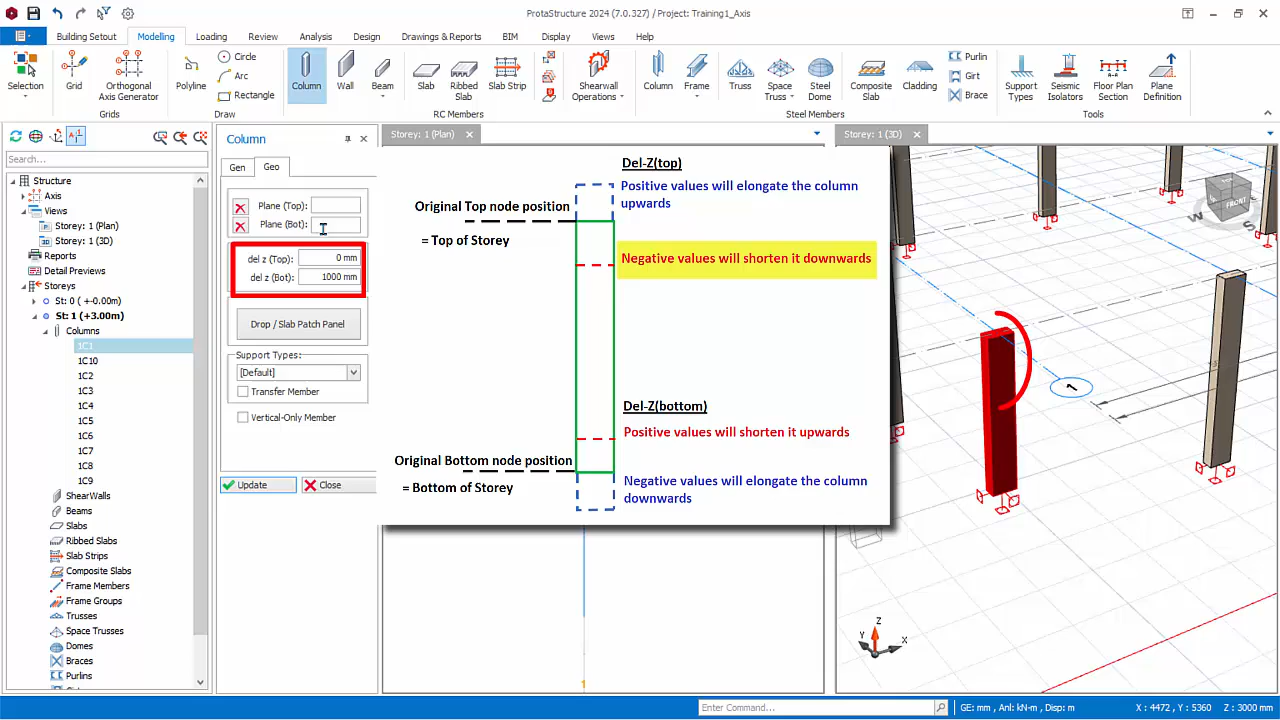 ProtaStructure 2024 (7.0.327) / Project: Training1_Axis
Building Setout
Modeling
Loading
Review
Analysis
Design
Drawings & Reports
BIM
Display
Views
Help
Selection
Grid
Orthogonal
Axis Generator
Grids
Polyline
Circle
Arc
Rectangle
Draw
Column
Wall
Beam
Slab
Ribbed
Slab
Slab Strip
RC Members
Shearwall
Operations
Column
Frame
Truss
Space
Truss
Steel
Dome
Composite
Slab
Cladding
Purlin
Girt
Brace
Steel Members
Support
Types
Seismic
Isolators
Floor Plan
Section
Plane
Definition
Tools
Search...
Structure
Axis
Views
Storey: 1 (Plan)
Storey: 1 (3D)
Reports
Detail Previews
Storeys
St: 0 ( +-0.00m)
St: 1 (+3.00m)
Columns
1C1
1C10
1C2
1C3
1C4
1C5
1C6
1C7
1C8
1C9
ShearWalls
Beams
Slabs
Ribbed Slabs
Slab Strips
Composite Slabs
Frame Members
Frame Groups
Trusses
Space Trusses
Domes
Braces
Purlins
Column
Gen
Geo
Plane (Top):
Plane (Bot):
del z (Top): 0 mm
del z (Bot): 1000 mm
Drop / Slab Patch Panel
Support Types:
[Default]
Transfer Member
Vertical-Only Member
Update
Close
Storey: 1 (Plan)
Del-Z(top)
Positive values will elongate the column
upwards
Original Top node position
= Top of Storey
Negative values will shorten it downwards
Del-Z(bottom)
Positive values will shorten it upwards
Original Bottom node position
= Bottom of Storey
Negative values will elongate the column
downwards
1
Storey: 1 (3D)
TOP
FRONT
W
S
1
Z
Y
X
Enter Command...
GE: mm , Anl: kN-m , Disp: m
X : 4472 , Y : 5360
Z : 3000 mm